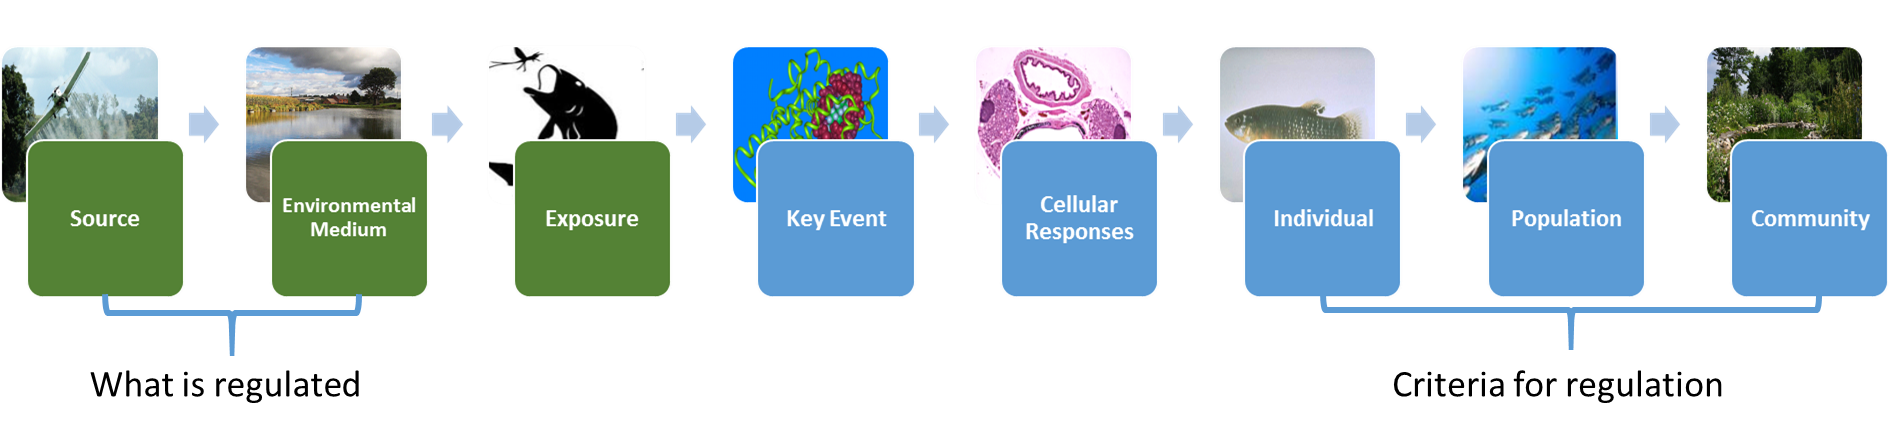 Source
Environmental
Medium
Exposure
Key Event
Cellular
Responses
Individual
Population
Community
What is regulated
Criteria for regulation